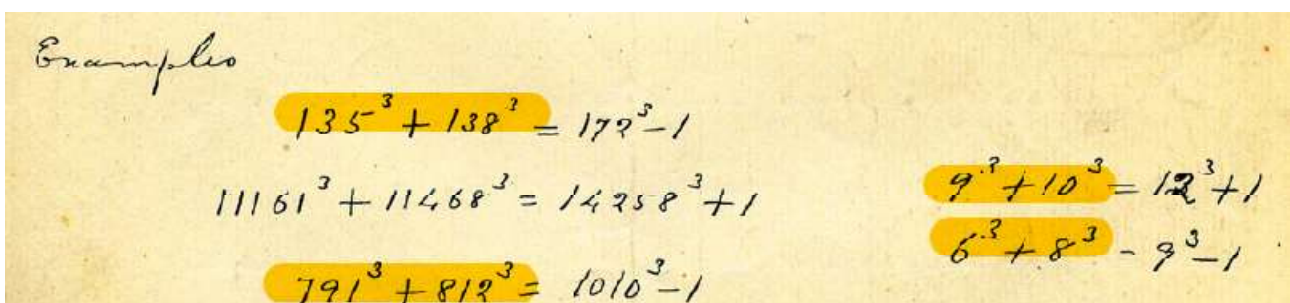 Examples
135³ + 138³ = 172³ - 1
11161³ + 11468³ = 14258³ + 1
791³ + 812³ = 1010³ - 1
9³ + 10³ = 12³ + 1
6³ + 8³ - 9³ - 1